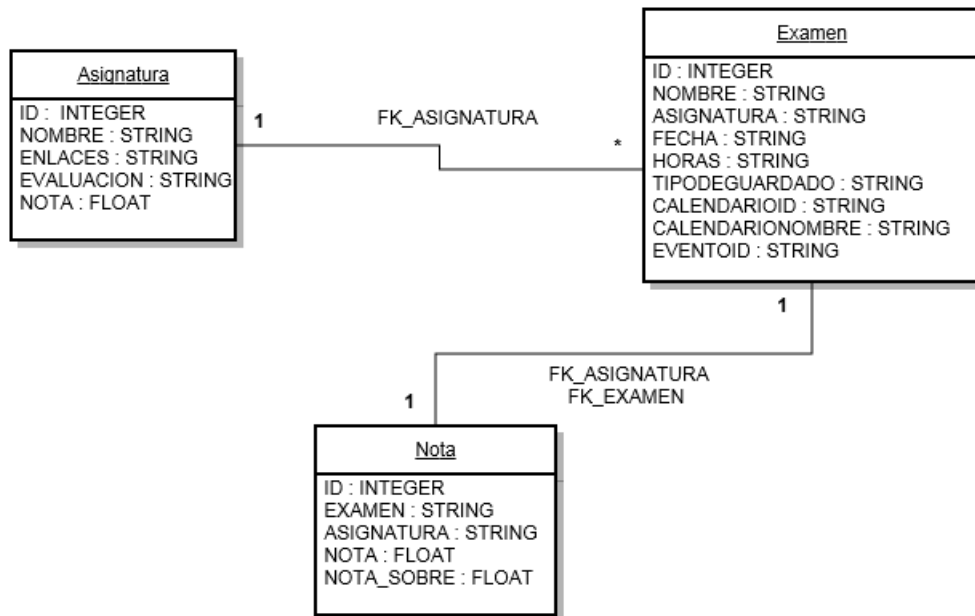 Asignatura
ID :  INTEGER
NOMBRE : STRING
ENLACES : STRING
EVALUACION : STRING
NOTA : FLOAT
1
FK_ASIGNATURA
*
Examen
ID : INTEGER
NOMBRE : STRING
ASIGNATURA : STRING
FECHA : STRING
HORAS : STRING
TIPODEGUARDADO : STRING
CALENDARIOID : STRING
CALENDARIONOMBRE : STRING
EVENTOID : STRING
1
FK_ASIGNATURA
FK_EXAMEN
1
Nota
ID : INTEGER
EXAMEN : STRING
ASIGNATURA : STRING
NOTA : FLOAT
NOTA_SOBRE : FLOAT